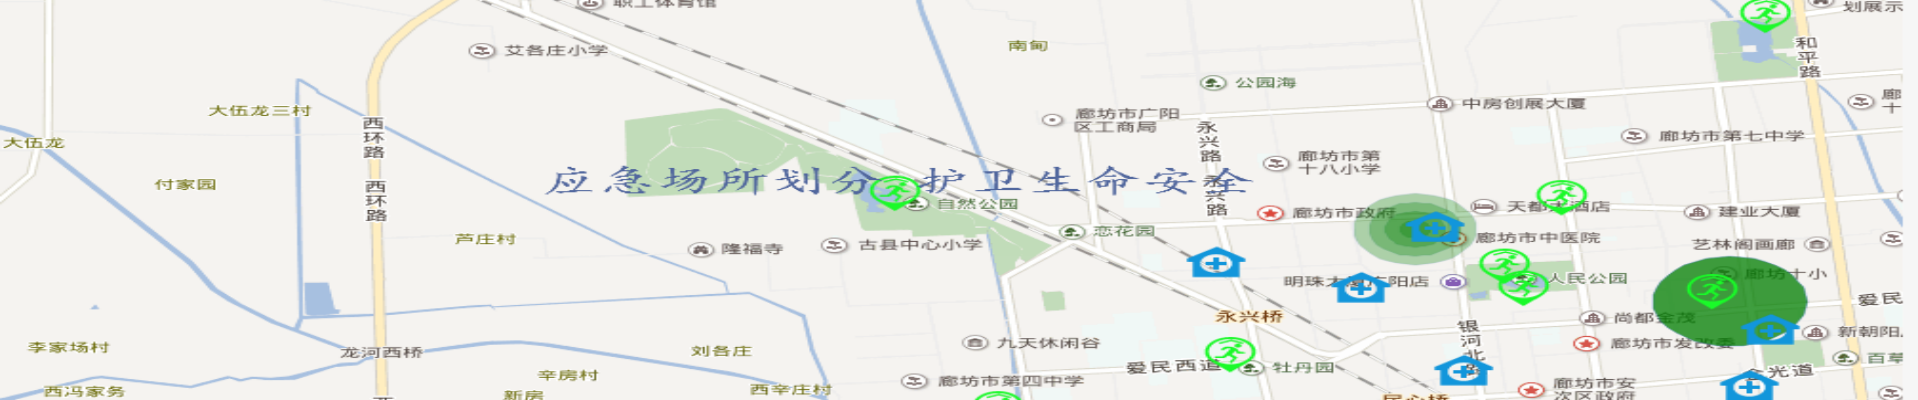 职工体育馆
划展示
艾各庄小学
南甸
和平路
公园海
大伍龙三村
廊坊市广阳
区工商局
中房创展大厦
廊
十
西环路
永兴路
廊坊市第七中学
大伍龙
廊坊市第
十八小学
付家园
西环路
应急场所划分 护卫生命安全
永兴路
自然公园
廊坊市政府
建业大厦
恋花园
芦庄村
隆福寺
古县中心小学
廊坊市中医院
艺林阁画廊
廊坊十小
人民公园
爱民
永兴桥
尚都金茂
银河北路
新朝阳
李家场村
龙河西桥
刘各庄
九天休闲谷
廊坊市发改委
百草
爱民西道
牡丹园
金光道
辛房村
廊坊市第四中学
西冯家务
新房
西辛庄村
廊坊市安
次区政府
民心桥